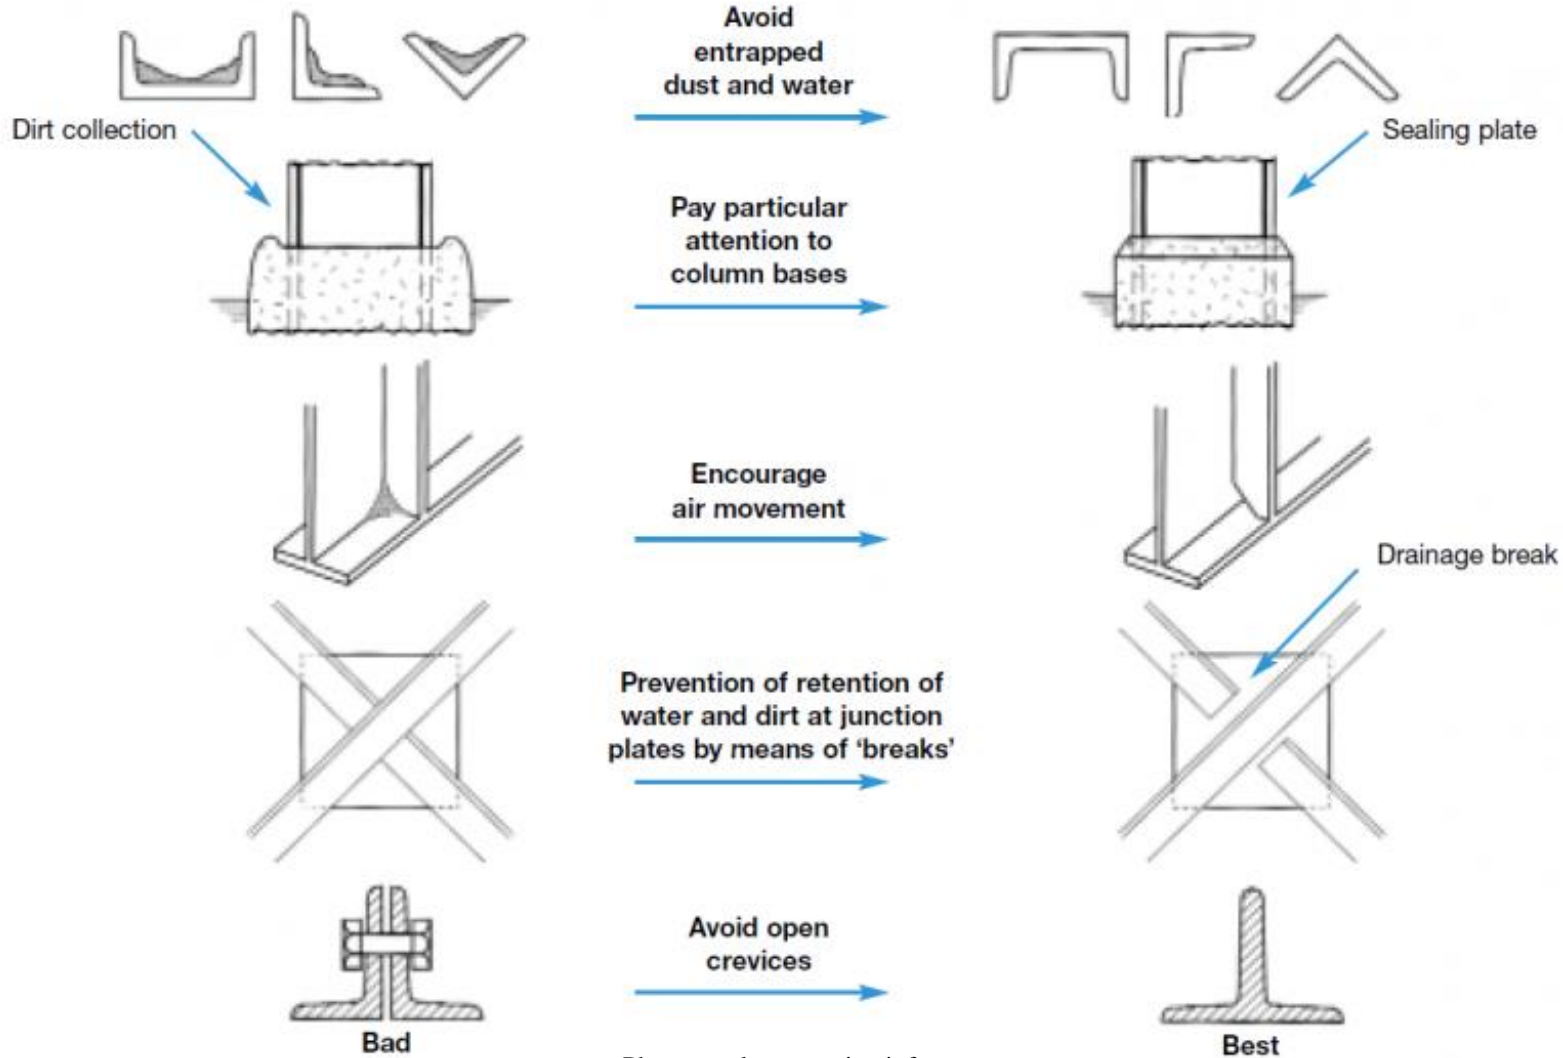 Avoid
entrapped
dust and water
Dirt collection
Sealing plate
Pay particular
attention to
column bases
Encourage
air movement
Drainage break
Prevention of retention of
water and dirt at junction
plates by means of ‘breaks’
Avoid open
crevices
Bad
Best